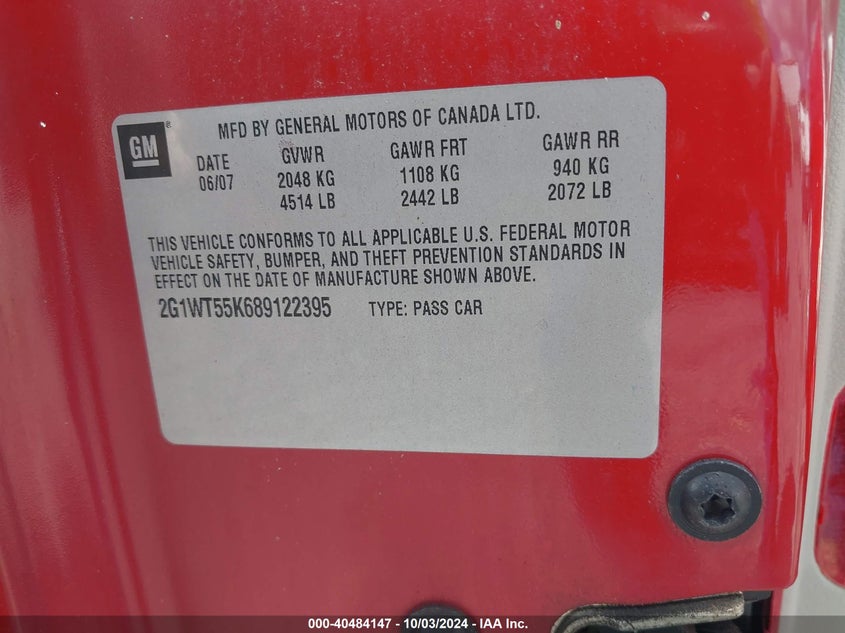 GM ®
MFD BY GENERAL MOTORS OF CANADA LTD.
DATE GVWR GAWR FRT GAWR RR
06/07 2048 KG 1108 KG 940 KG
4514 LB 2442 LB 2072 LB
THIS VEHICLE CONFORMS TO ALL APPLICABLE U.S. FEDERAL MOTOR
VEHICLE SAFETY, BUMPER, AND THEFT PREVENTION STANDARDS IN
EFFECT ON THE DATE OF MANUFACTURE SHOWN ABOVE.
2G1WT55K689122395 TYPE: PASS CAR
000-40484147 - 10/03/2024 - IAA, Inc.